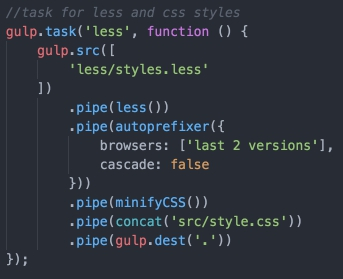 //task for less and css styles
gulp.task('less', function () {
    gulp.src([
        'less/styles.less'
    ])
        .pipe(less())
        .pipe(autoprefixer({
            browsers: ['last 2 versions'],
            cascade: false
        }))
        .pipe(minifyCSS())
        .pipe(concat('src/style.css'))
        .pipe(gulp.dest('.'))
});